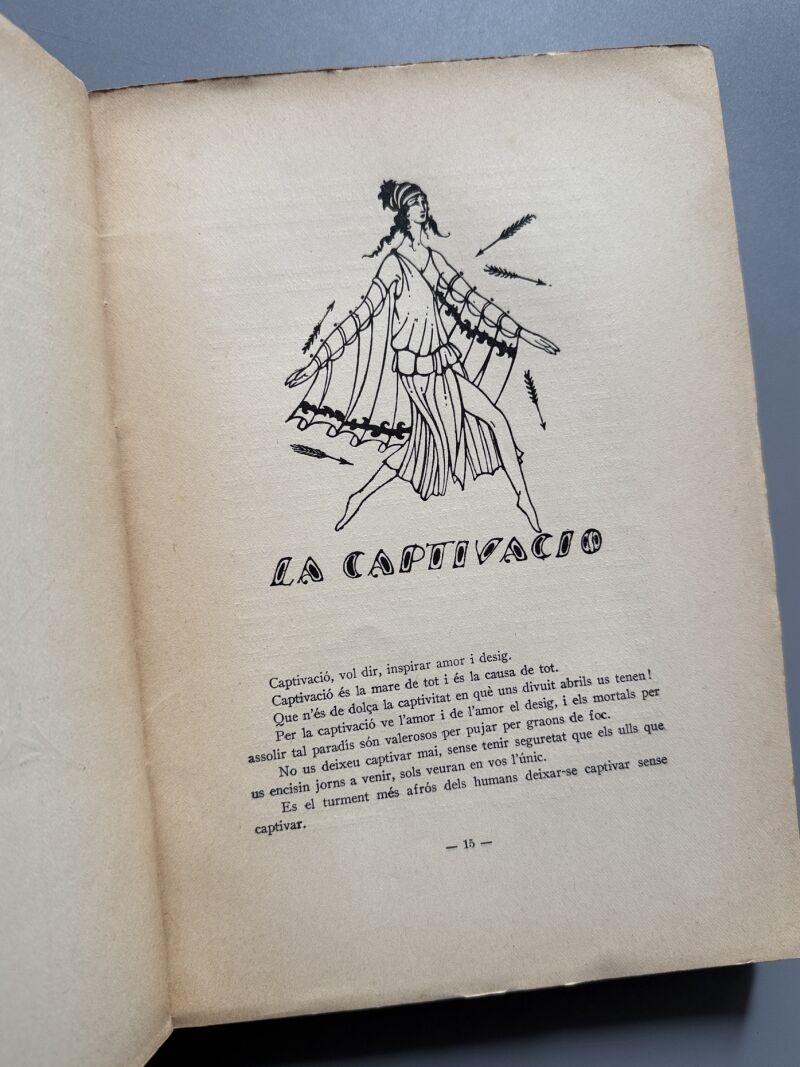 LA CAPTIVACIO
Captivació, vol dir, inspirar amor i desig.
Captivació és la mare de tot i és la causa de tot.
Que n'és de dolça la captivitat en què uns divuit abrils us tenen!
Per la captivació ve l'amor i de l'amor el desig, i els mortals per
assolir tal paradís són valerosos per pujar per graons de foc.
No us deixeu captivar mai, sense tenir seguretat que els ulls que
us encisin jorns a venir, sols veuran en vos l'únic.
Es el turment més afrós dels humans deixar-se captivar sense
captivar.
— 15 —